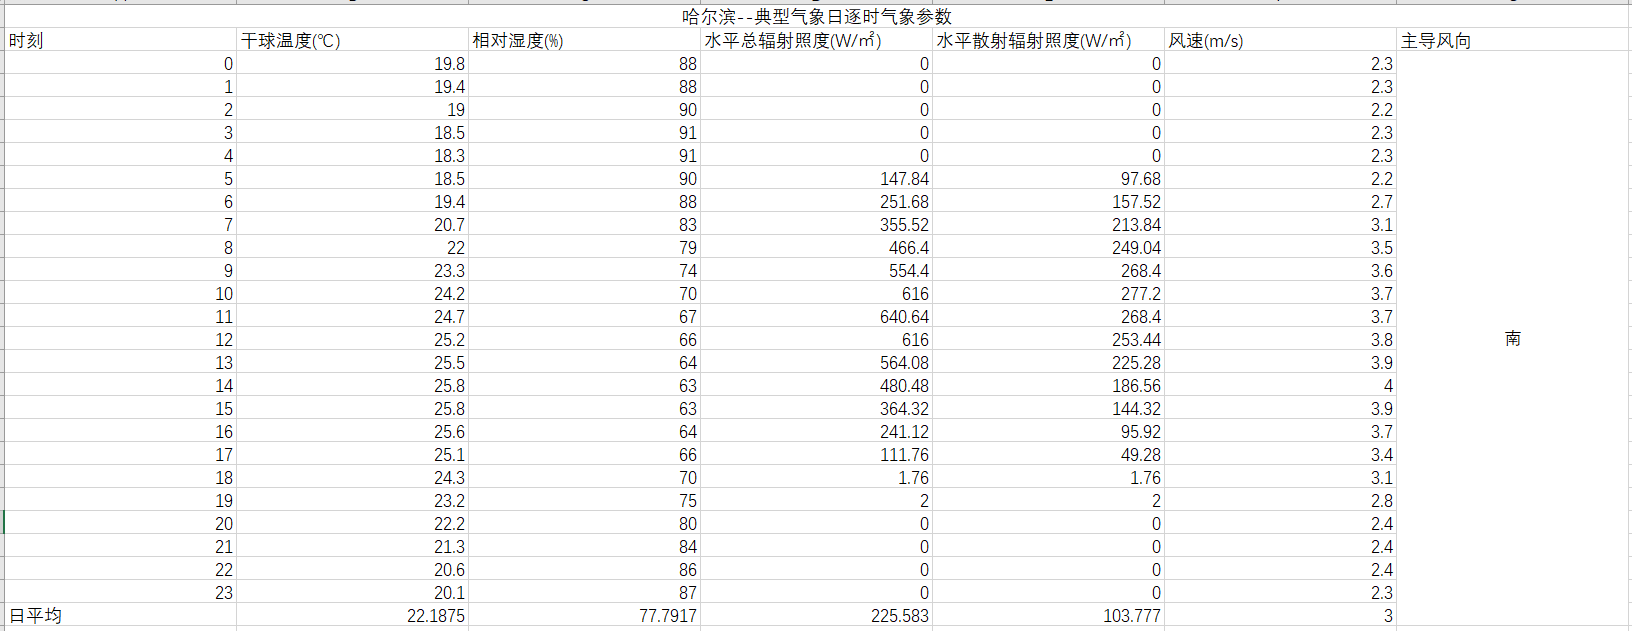 哈尔滨--典型气象日逐时气象参数
时刻 干球温度(℃) 相对湿度(%) 水平总辐射照度(W/㎡) 水平散射辐射照度(W/㎡) 风速(m/s) 主导风向
0 19.8 88 0 0 2.3
1 19.4 88 0 0 2.3
2 19 90 0 0 2.2
3 18.5 91 0 0 2.3
4 18.3 91 0 0 2.3
5 18.5 90 147.84 97.68 2.2
6 19.4 88 251.68 157.52 2.7
7 20.7 83 355.52 213.84 3.1
8 22 79 466.4 249.04 3.5
9 23.3 74 554.4 268.4 3.6
10 24.2 70 616 277.2 3.7
11 24.7 67 640.64 268.4 3.7
12 25.2 66 616 253.44 3.8 南
13 25.5 64 564.08 225.28 3.9
14 25.8 63 480.48 186.56 4
15 25.8 63 364.32 144.32 3.9
16 25.6 64 241.12 95.92 3.7
17 25.1 66 111.76 49.28 3.4
18 24.3 70 1.76 1.76 3.1
19 23.2 75 2 2 2.8
20 22.2 80 0 0 2.4
21 21.3 84 0 0 2.4
22 20.6 86 0 0 2.4
23 20.1 87 0 0 2.3
日平均 22.1875 77.7917 225.583 103.777 3